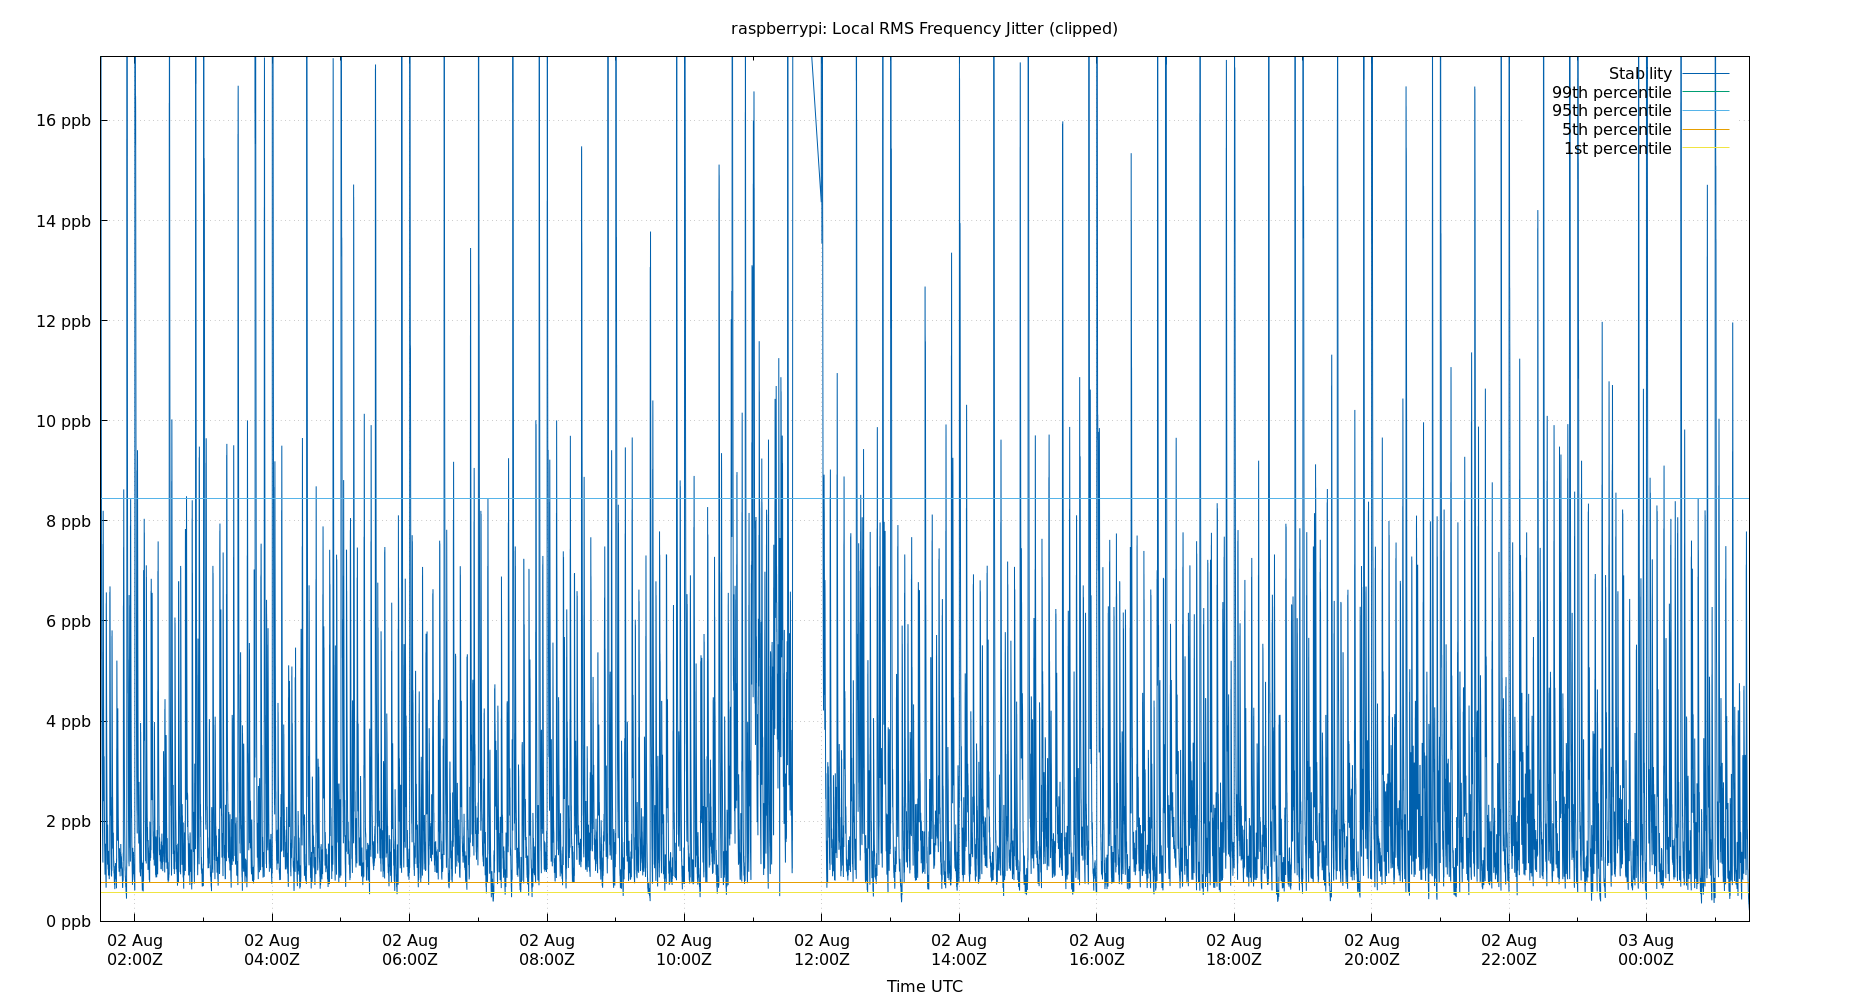 raspberrypi: Local RMS Frequency Jitter (clipped)
Stability
99th percentile
95th percentile
5th percentile
1st percentile
16 ppb
14 ppb
12 ppb
10 ppb
8 ppb
6 ppb
4 ppb
2 ppb
0 ppb
02 Aug 02 Aug 02 Aug 02 Aug 02 Aug 02 Aug 02 Aug 02 Aug 02 Aug 02 Aug 02 Aug 03 Aug
02:00Z 04:00Z 06:00Z 08:00Z 10:00Z 12:00Z 14:00Z 16:00Z 18:00Z 20:00Z 22:00Z 00:00Z
Time UTC